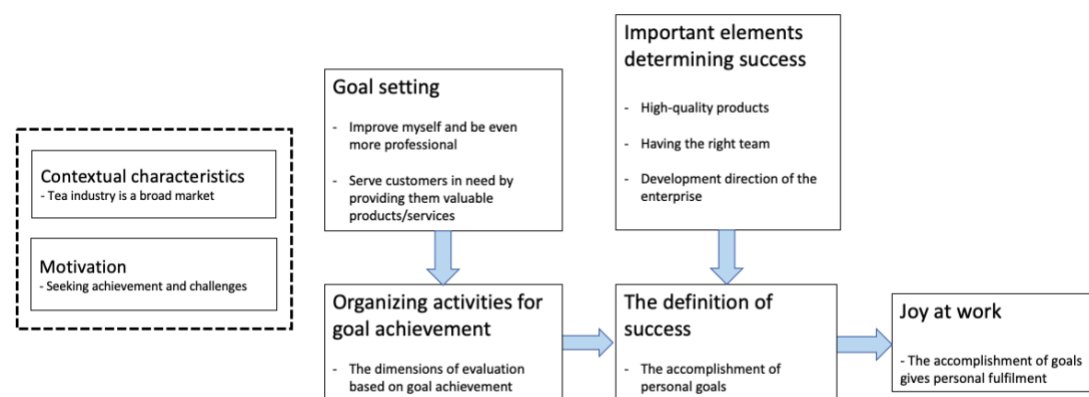 Contextual characteristics
- Tea industry is a broad market
Motivation
- Seeking achievement and challenges
Goal setting
- Improve myself and be even
more professional
- Serve customers in need by
providing them valuable
products/services
Important elements
determining success
- High-quality products
- Having the right team
- Development direction of the
enterprise
Organizing activities for
goal achievement
- The dimensions of evaluation
based on goal achievement
The definition of
success
- The accomplishment of
personal goals
Joy at work
- The accomplishment of goals
gives personal fulfilment